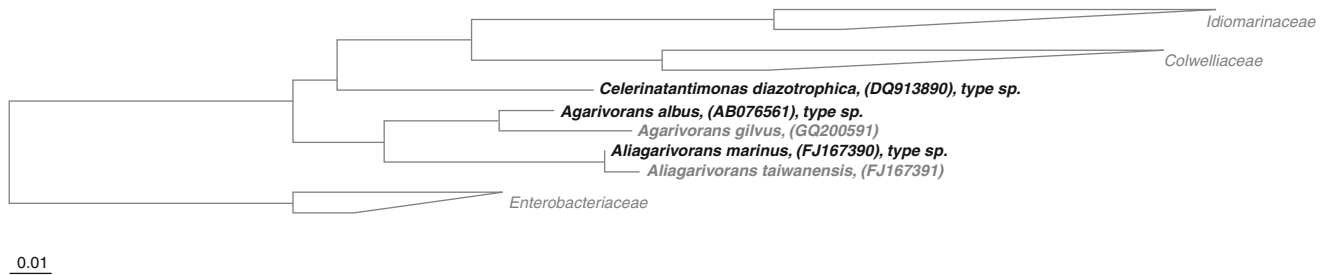 Idiomarinaceae
Colwelliaceae
Celerinatantimonas diazotrophica, (DQ913890), type sp.
Agarivorans albus, (AB076561), type sp.
Agarivorans gilvus, (GQ200591)
Aliagarivorans marinus, (FJ167390), type sp.
Aliagarivorans taiwanensis, (FJ167391)
Enterobacteriaceae
0.01